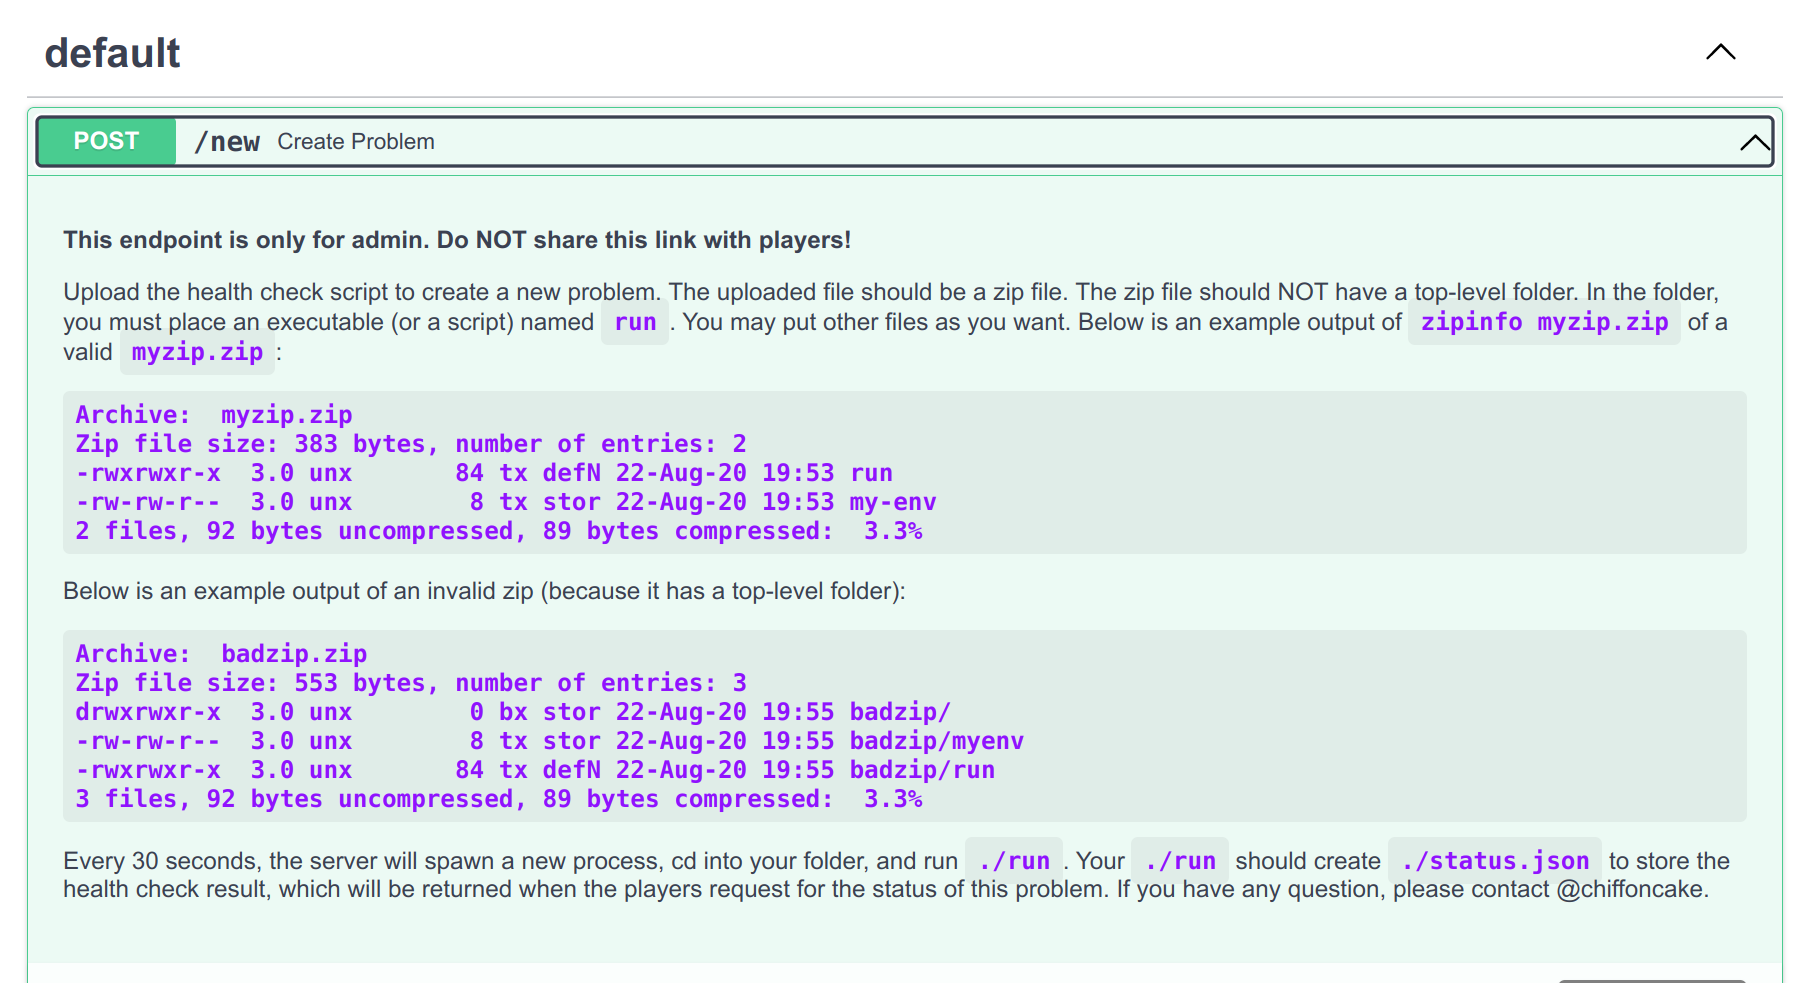 default
POST /new Create Problem
This endpoint is only for admin. Do NOT share this link with players!
Upload the health check script to create a new problem. The uploaded file should be a zip file. The zip file should NOT have a top-level folder. In the folder,
you must place an executable (or a script) named run . You may put other files as you want. Below is an example output of zipinfo myzip.zip of a
valid myzip.zip :
Archive:  myzip.zip
Zip file size: 383 bytes, number of entries: 2
-rwxrwxr-x  3.0 unx       84 tx defN 22-Aug-20 19:53 run
-rw-rw-r--  3.0 unx        8 tx stor 22-Aug-20 19:53 my-env
2 files, 92 bytes uncompressed, 89 bytes compressed:  3.3%
Below is an example output of an invalid zip (because it has a top-level folder):
Archive:  badzip.zip
Zip file size: 553 bytes, number of entries: 3
drwxrwxr-x  3.0 unx        0 bx stor 22-Aug-20 19:55 badzip/
-rw-rw-r--  3.0 unx        8 tx stor 22-Aug-20 19:55 badzip/myenv
-rwxrwxr-x  3.0 unx       84 tx defN 22-Aug-20 19:55 badzip/run
3 files, 92 bytes uncompressed, 89 bytes compressed:  3.3%
Every 30 seconds, the server will spawn a new process, cd into your folder, and run ./run . Your ./run should create ./status.json to store the
health check result, which will be returned when the players request for the status of this problem. If you have any question, please contact @chiffoncake.